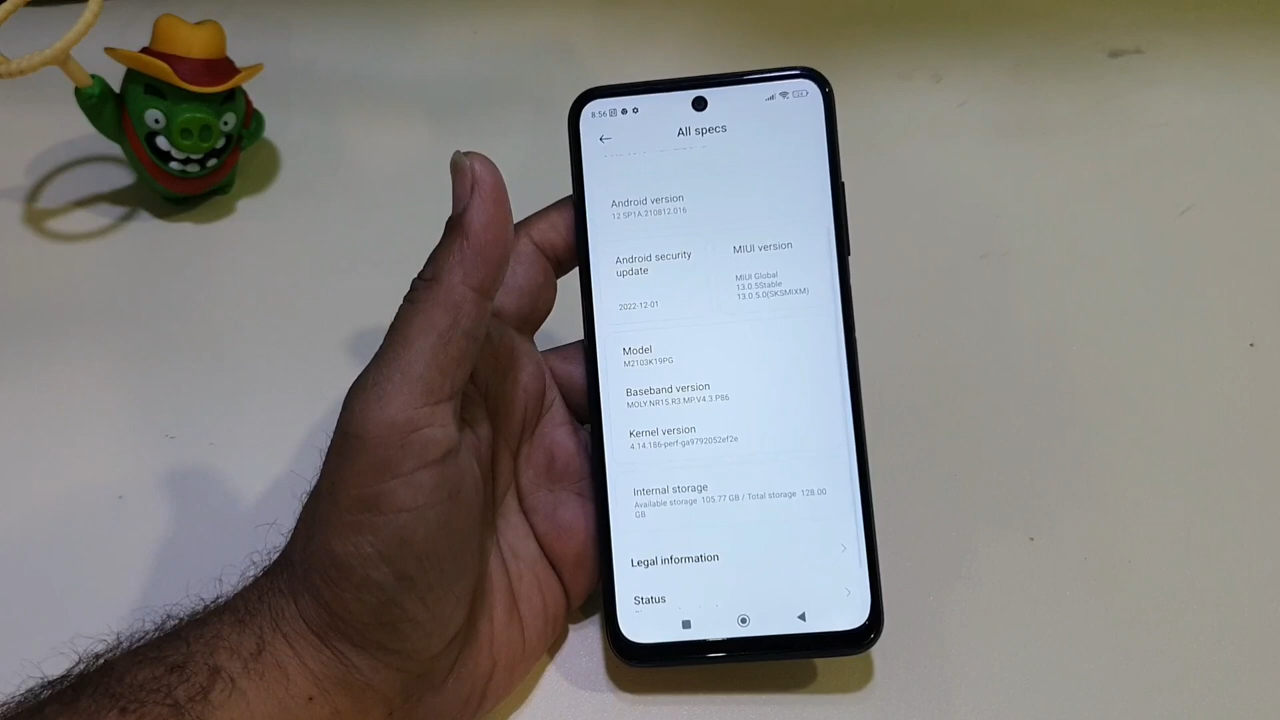 8:56
All specs
Android version
12 SP1A.210812.016
Android security
update
2022-12-01
MIUI version
MIUI Global
13.0.5Stable
13.0.5.0(SKSMIXM)
Model
M2103K19PG
Baseband version
MOLY.NR15.R3.MP.V4.3.P86
Kernel version
4.14.186-perf-ga9792052ef2e
Internal storage
Available storage 105.77 GB / Total storage 128.00
GB
Legal information
Status